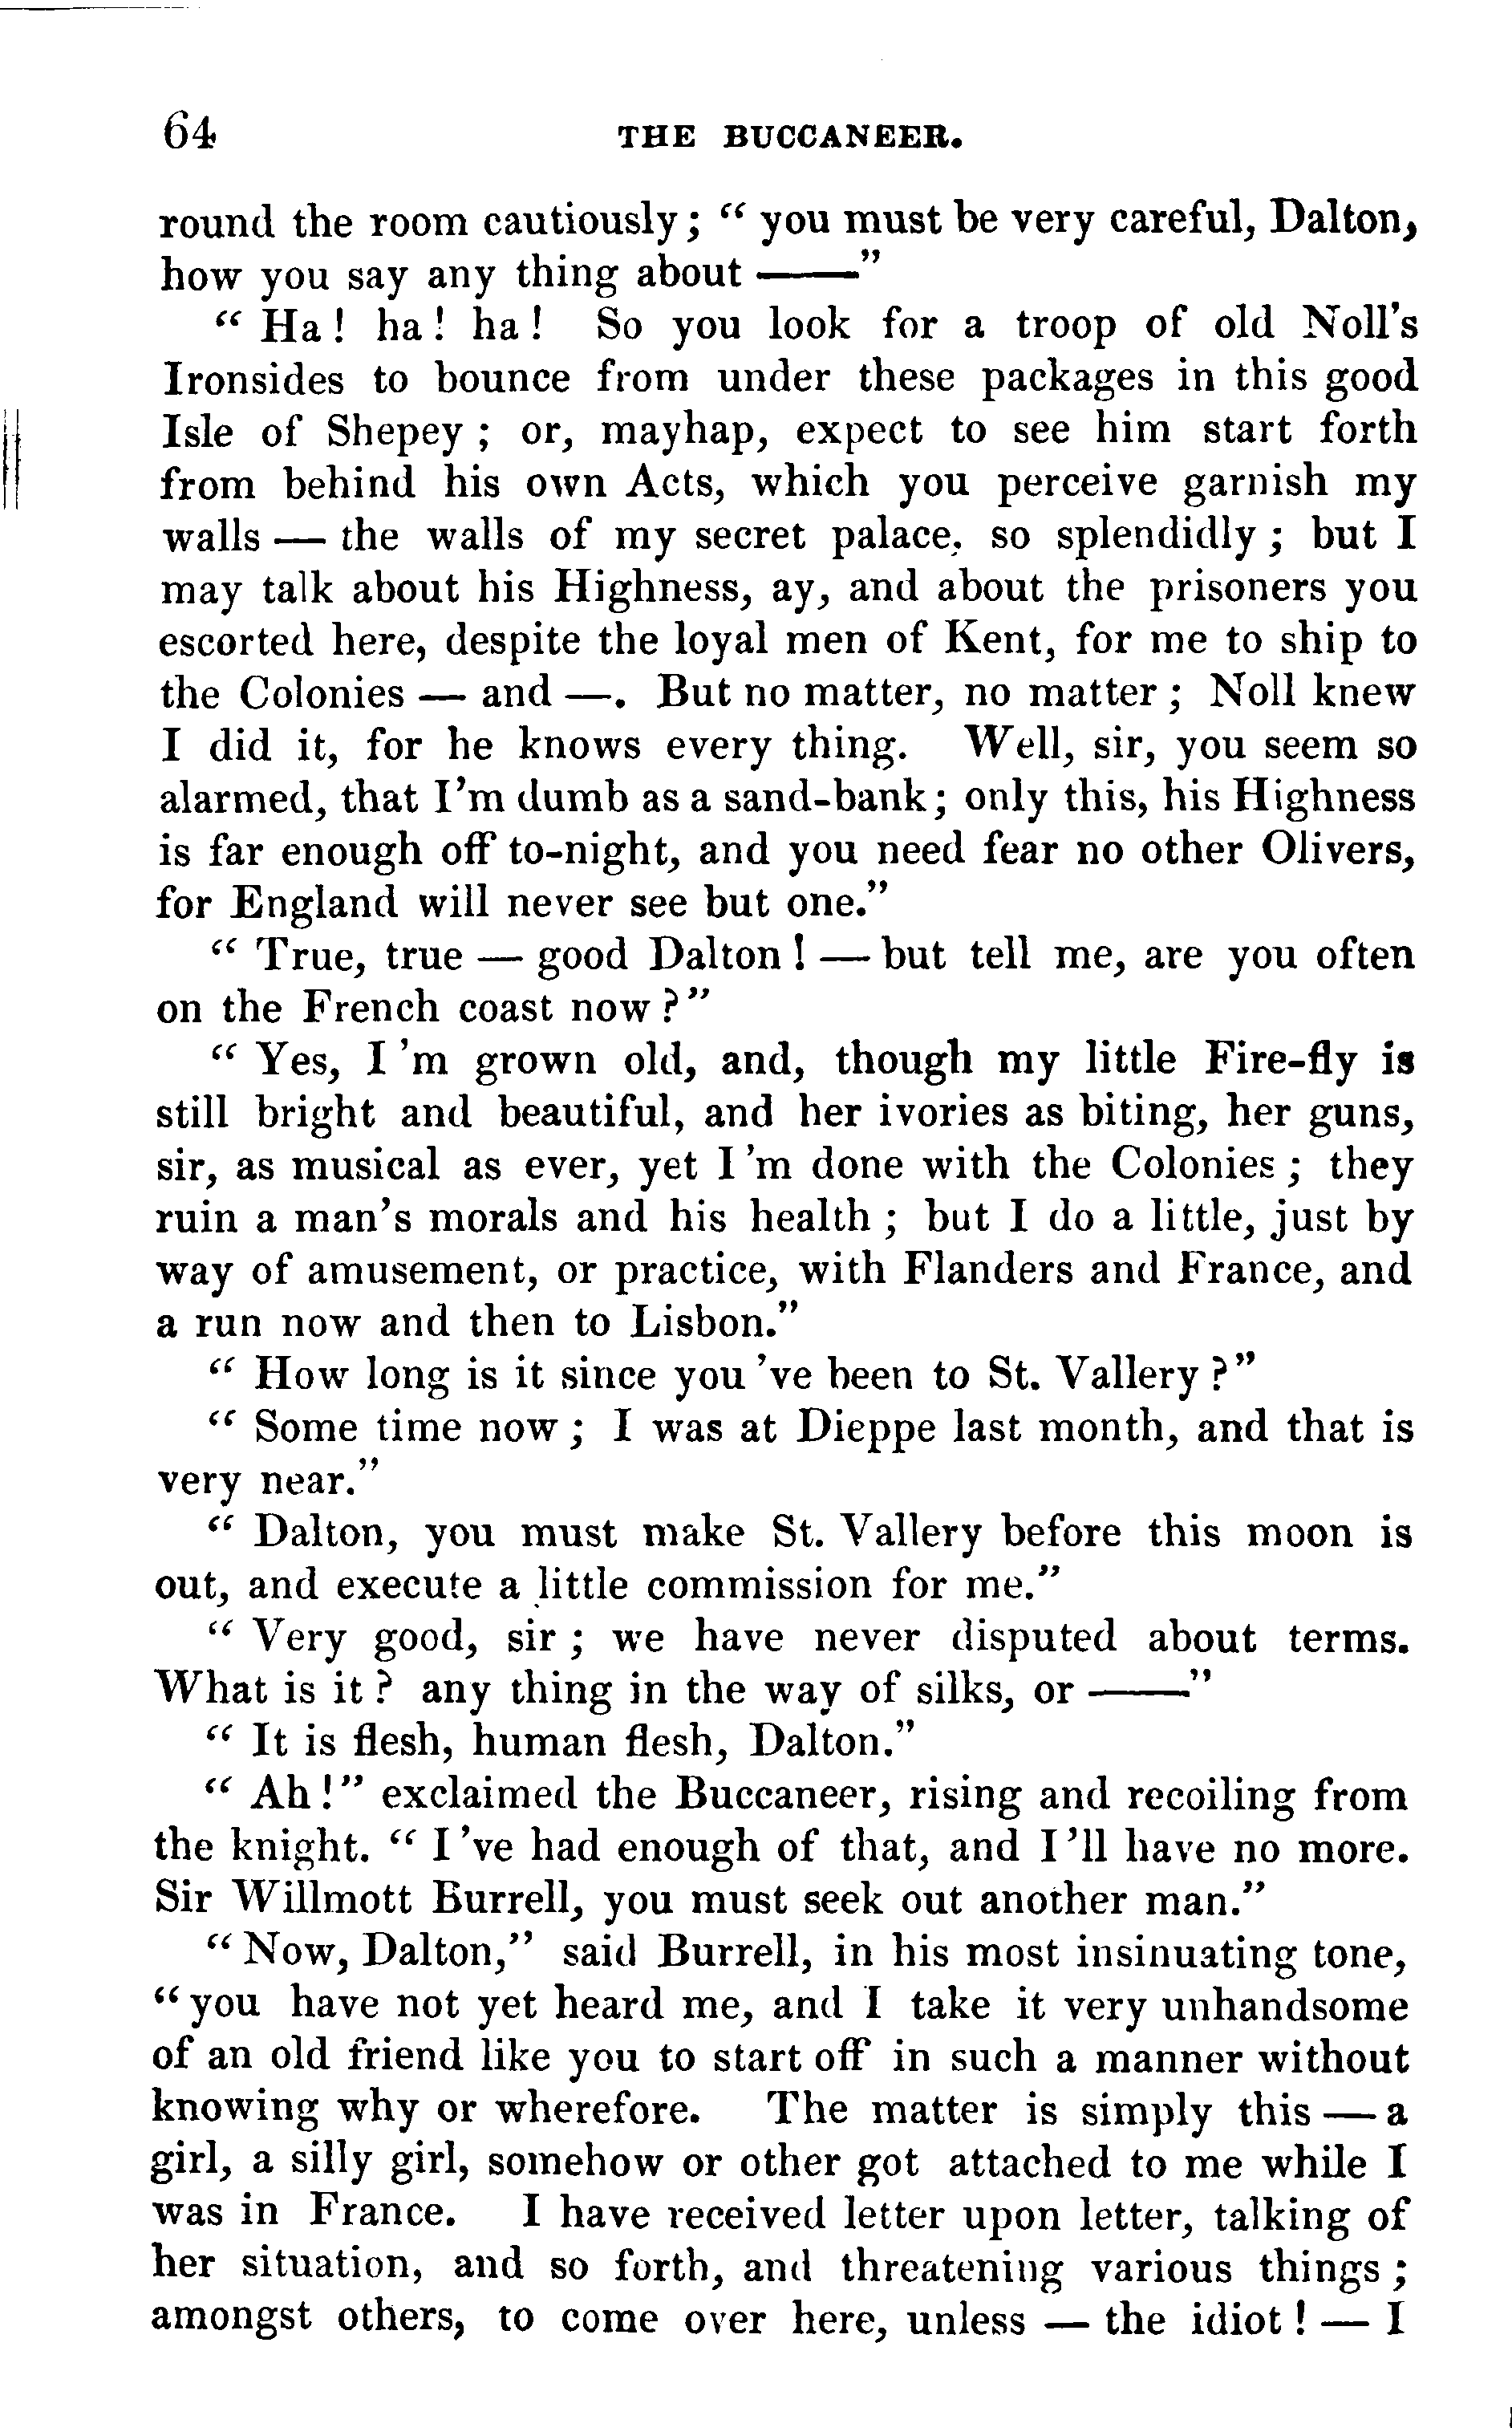 64 THE BUCCANEER.
round the room cautiously; “ you must be very careful, Dalton,
how you say any thing about ——”
“ Ha! ha! ha! So you look for a troop of old Noll's
Ironsides to bounce from under these packages in this good
Isle of Shepey ; or, mayhap, expect to see him start forth
from behind his own Acts, which you perceive garnish my
walls — the walls of my secret palace, so splendidly ; but I
may talk about his Highness, ay, and about the prisoners you
escorted here, despite the loyal men of Kent, for me to ship to
the Colonies — and —. But no matter, no matter ; Noll knew
I did it, for he knows every thing. Well, sir, you seem so
alarmed, that I'm dumb as a sand-bank; only this, his Highness
is far enough off to-night, and you need fear no other Olivers,
for England will never see but one.”
“ True, true — good Dalton ! — but tell me, are you often
on the French coast now ?”
“ Yes, I 'm grown old, and, though my little Fire-fly is
still bright and beautiful, and her ivories as biting, her guns,
sir, as musical as ever, yet I 'm done with the Colonies ; they
ruin a man's morals and his health ; but I do a little, just by
way of amusement, or practice, with Flanders and France, and
a run now and then to Lisbon.”
“ How long is it since you 've been to St. Vallery ?”
“ Some time now ; I was at Dieppe last month, and that is
very near.”
“ Dalton, you must make St. Vallery before this moon is
out, and execute a little commission for me.”
“ Very good, sir ; we have never disputed about terms.
What is it ? any thing in the way of silks, or ——”
“ It is flesh, human flesh, Dalton.”
“ Ah !” exclaimed the Buccaneer, rising and recoiling from
the knight. “ I 've had enough of that, and I 'll have no more.
Sir Willmott Burrell, you must seek out another man.”
“ Now, Dalton,” said Burrell, in his most insinuating tone,
“ you have not yet heard me, and I take it very unhandsome
of an old friend like you to start off in such a manner without
knowing why or wherefore. The matter is simply this — a
girl, a silly girl, somehow or other got attached to me while I
was in France. I have received letter upon letter, talking of
her situation, and so forth, and threatening various things ;
amongst others, to come over here, unless — the idiot ! — I